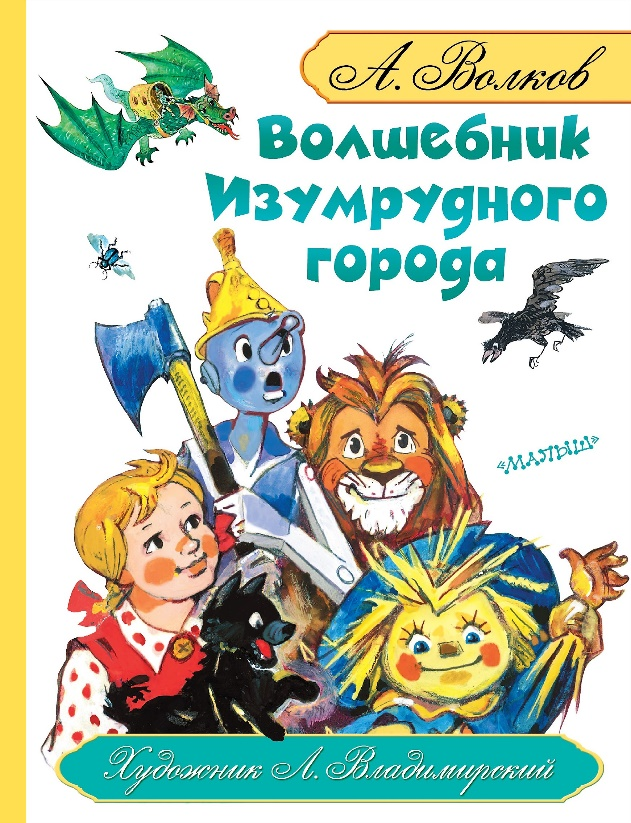 А. Волков
Волшебник
Изумрудного
города
«МАЛЫШ»
Художник Л. Владимирский